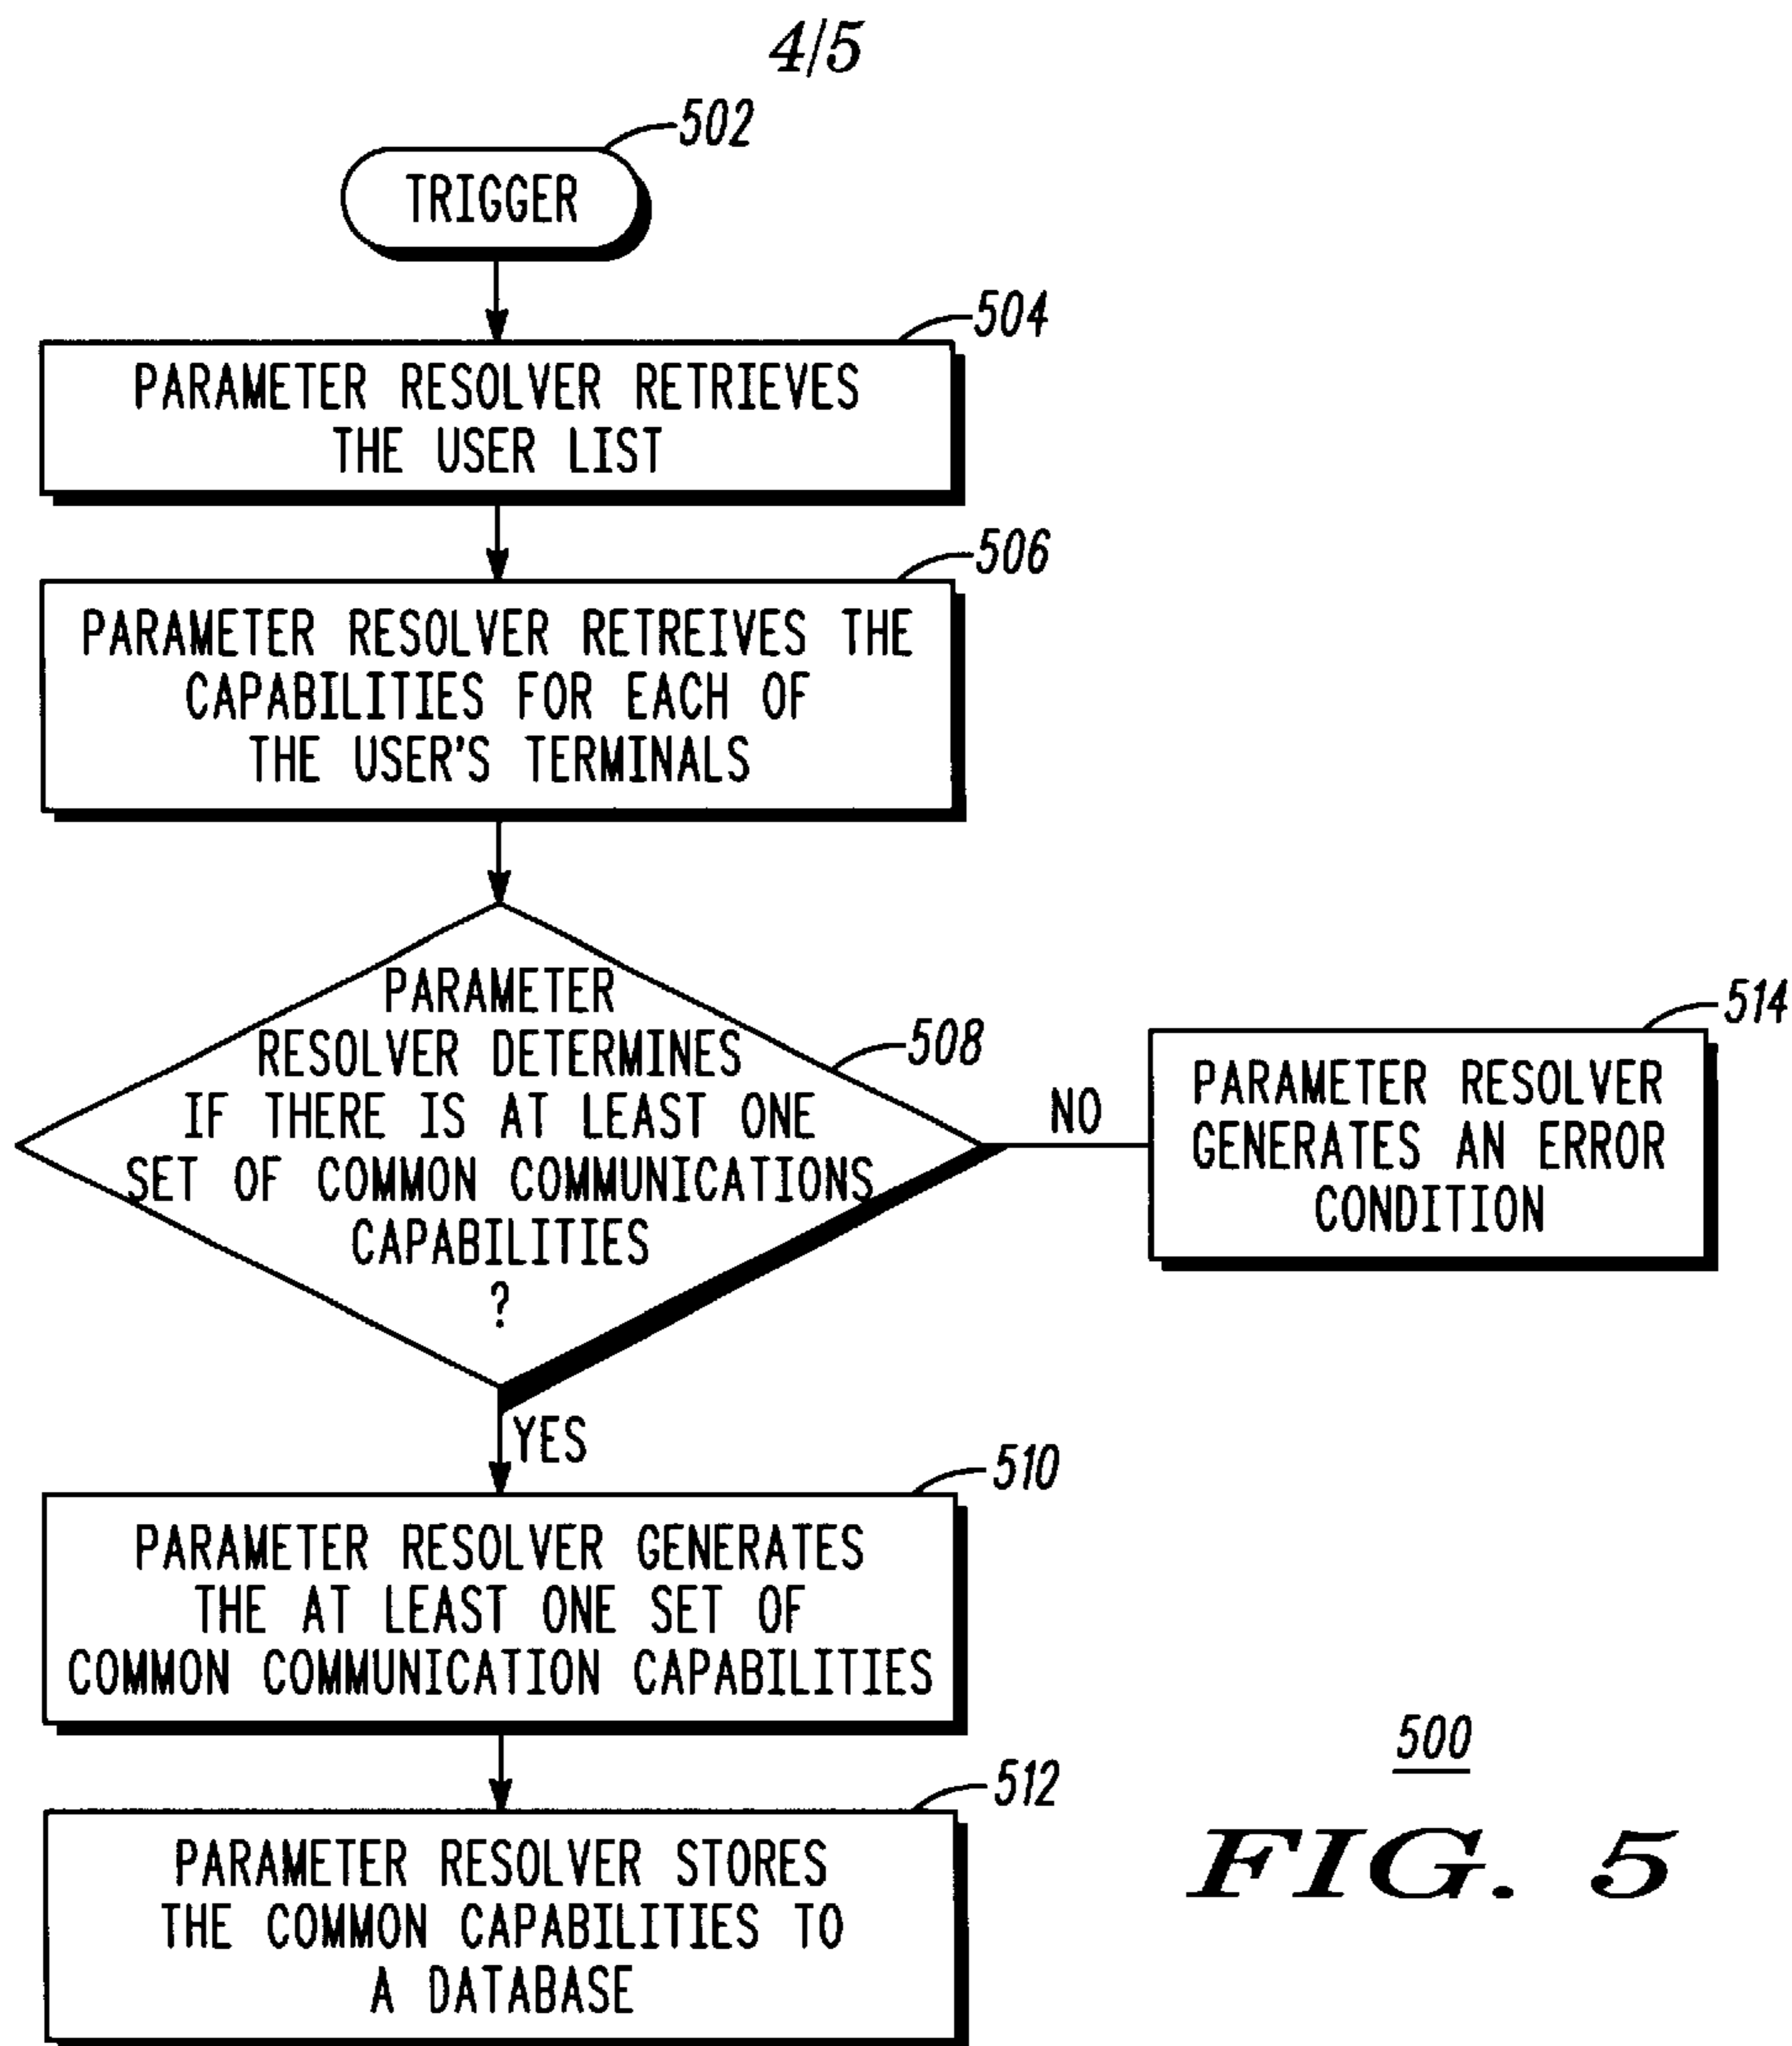 4/5
502
TRIGGER
504
PARAMETER RESOLVER RETRIEVES
THE USER LIST
506
PARAMETER RESOLVER RETREIVES THE
CAPABILITIES FOR EACH OF
THE USER'S TERMINALS
508
PARAMETER
RESOLVER DETERMINES
IF THERE IS AT LEAST ONE
SET OF COMMON COMMUNICATIONS
CAPABILITIES
?
NO
514
PARAMETER RESOLVER
GENERATES AN ERROR
CONDITION
YES
510
PARAMETER RESOLVER GENERATES
THE AT LEAST ONE SET OF
COMMON COMMUNICATION CAPABILITIES
512
PARAMETER RESOLVER STORES
THE COMMON CAPABILITIES TO
A DATABASE
500
FIG. 5